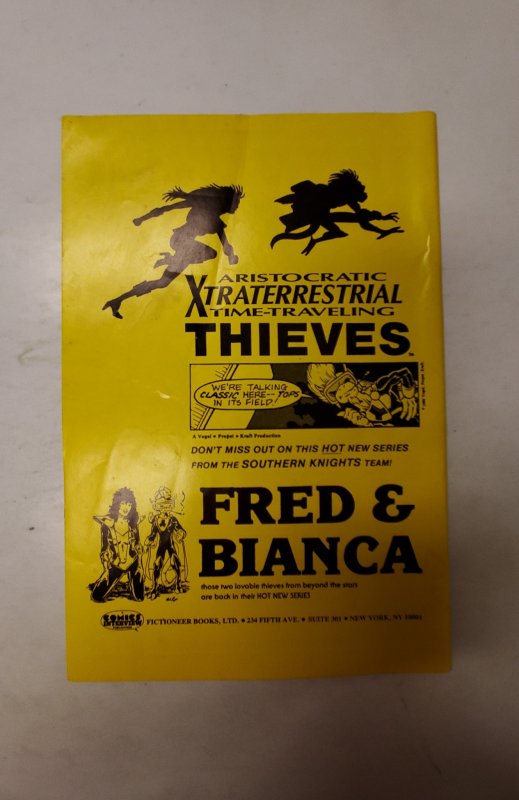 ARISTOCRATIC
XTRATERRESTRIAL
TIME-TRAVELING
THIEVES
WE'RE TALKING
CLASSIC HERE-- TOPS
IN ITS FIELD!
A Vogel • Propst • Kraft Production
DON'T MISS OUT ON THIS HOT NEW SERIES
FROM THE SOUTHERN KNIGHTS TEAM!
FRED &
BIANCA
those two lovable thieves from beyond the stars
are back in their HOT NEW SERIES
COMICS
INTERVIEW
FICTIONEER BOOKS, LTD. • 234 FIFTH AVE. • SUITE 301 • NEW YORK, NY 10001